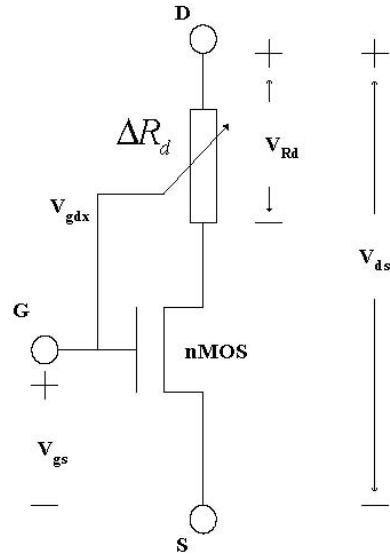 D
+ +
ΔR_d
V_Rd
V_gdx
−
V_ds
G
nMOS
+
V_gs
− −
S